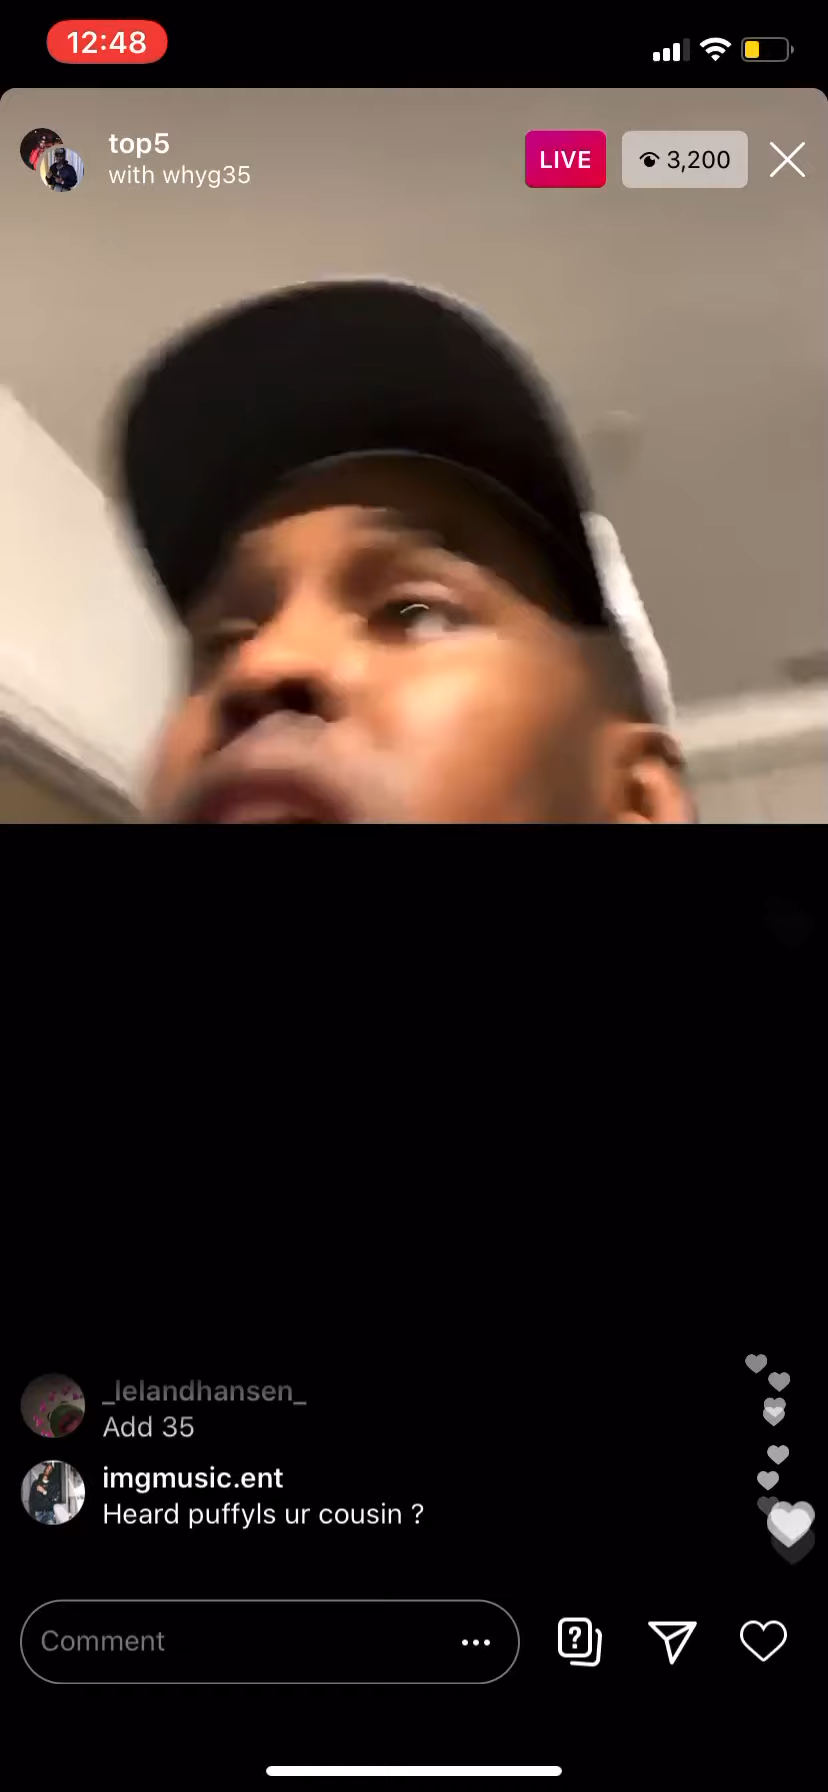 12:48
top5
with whyg35
LIVE
3,200
_lelandhansen_
Add 35
imgmusic.ent
Heard puffyls ur cousin ?
Comment